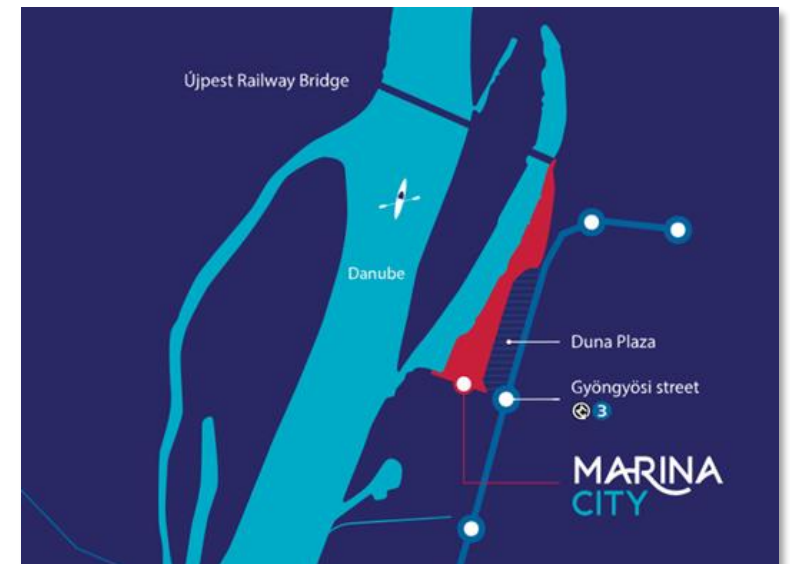 Újpest Railway Bridge
Danube
Duna Plaza
Gyöngyösi street
3
MARINA
CITY